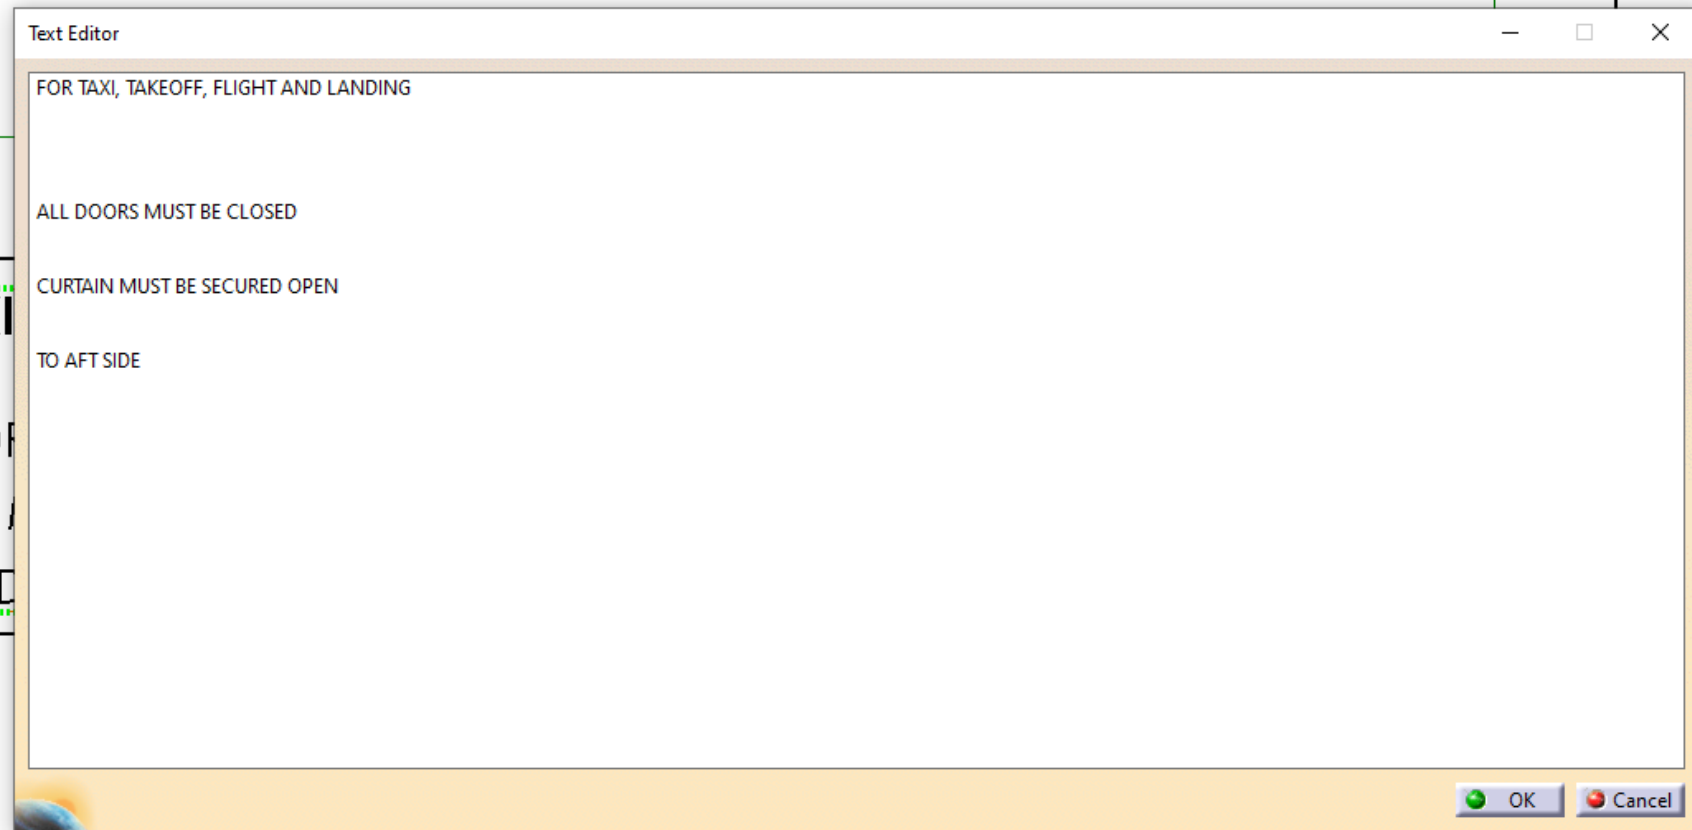 Text Editor
FOR TAXI, TAKEOFF, FLIGHT AND LANDING
ALL DOORS MUST BE CLOSED
CURTAIN MUST BE SECURED OPEN
TO AFT SIDE
OK
Cancel